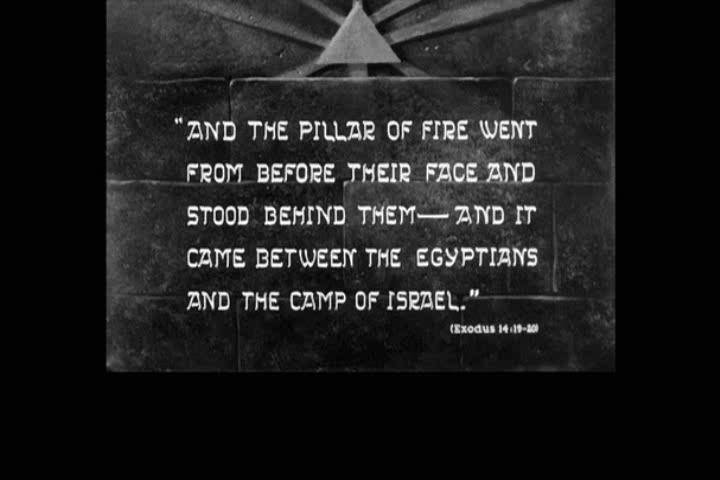 "AND THE PILLAR OF FIRE WENT
FROM BEFORE THEIR FACE AND
STOOD BEHIND THEM—AND IT
CAME BETWEEN THE EGYPTIANS
AND THE CAMP OF ISRAEL."
(Exodus 14:19-20)